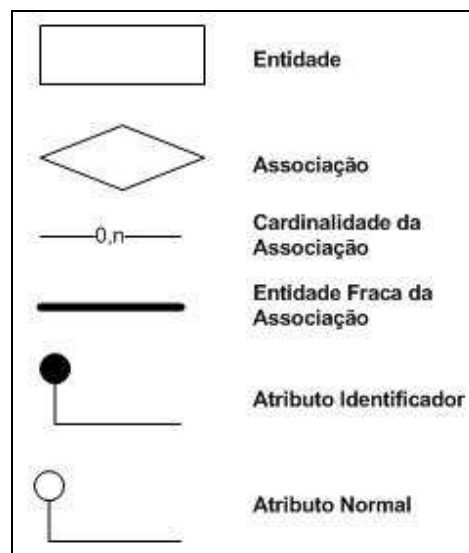 Entidade
Associação
0,n
Cardinalidade da
Associação
Entidade Fraca da
Associação
Atributo Identificador
Atributo Normal